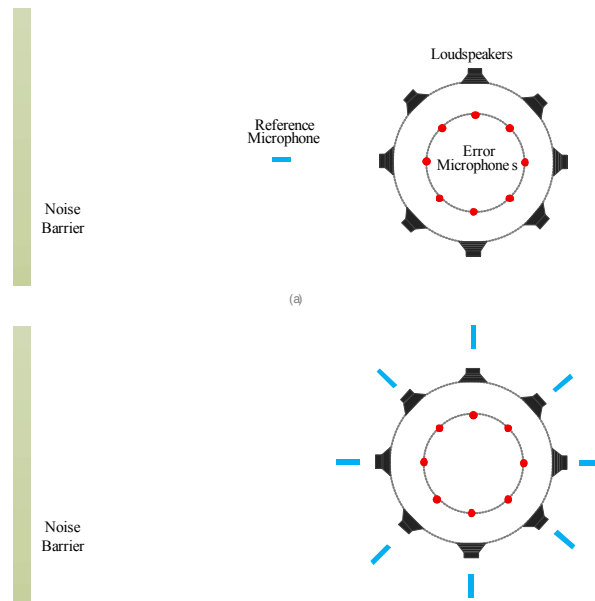 Loudspeakers
Reference
Microphone
Error
Microphone s
Noise
Barrier
(a)
Noise
Barrier